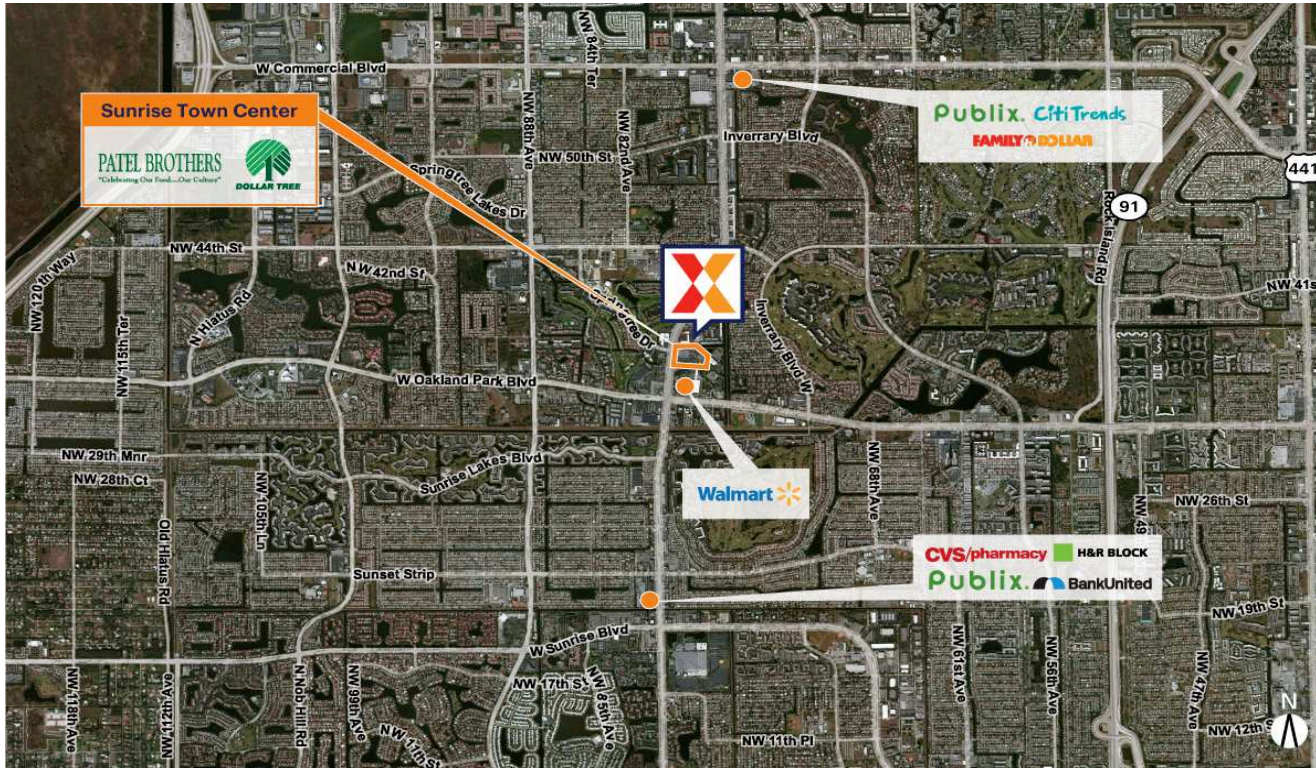 W Commercial Blvd
NW 84th Ter
NW 88th Ave
NW 82nd Ave
Inverrary Blvd
NW 50th St
Sunrise Town Center
PATEL BROTHERS
"Celebrating Our Food...Our Culture"
DOLLAR TREE
Publix. Citi Trends
FAMILY DOLLAR
441
91
Rock Island Rd
Springtree Lakes Dr
NW 44th St
NW 42nd St
NW 120th Way
NW 115th Ter
N Hiatus Rd
Inverrary Blvd W
W Oakland Park Blvd
NW 29th Mnr
NW 28th Ct
Sunrise Lakes Blvd
NW 105th Ln
Old Hiatus Rd
Walmart
NW 68th Ave
NW 26th St
NW 49
CVS/pharmacy H&R BLOCK
Publix. BankUnited
Sunset Strip
NW 19th St
W Sunrise Blvd
NW 118th Ave
NW 112th Ave
N Nob Hill Rd
NW 99th Ave
NW 17th St
NW 85th Ave
NW 11th Pl
NW 61st Ave
NW 56th Ave
NW 47th Ave
NW 12th S
N